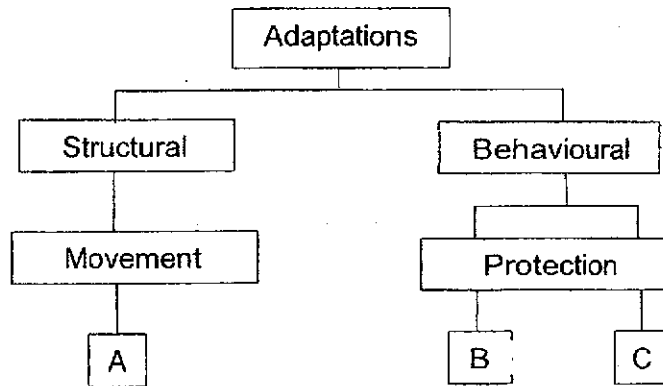 Adaptations
Structural
Behavioural
Movement
Protection
A
B
C